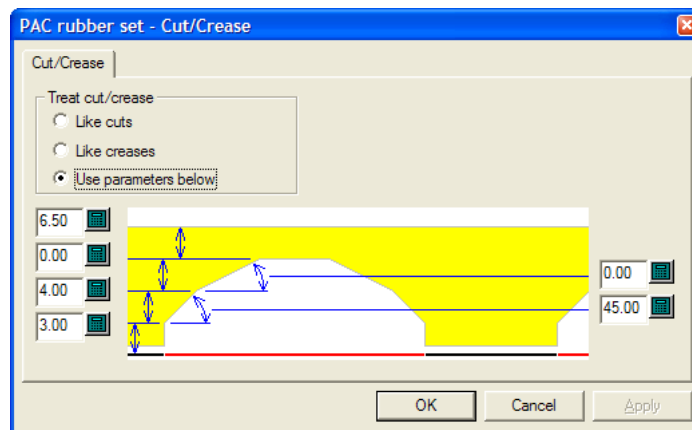 PAC rubber set - Cut/Crease
Cut/Crease
Treat cut/crease
Like cuts
Like creases
Use parameters below
6.50
0.00
4.00
3.00
0.00
45.00
OK
Cancel
Apply